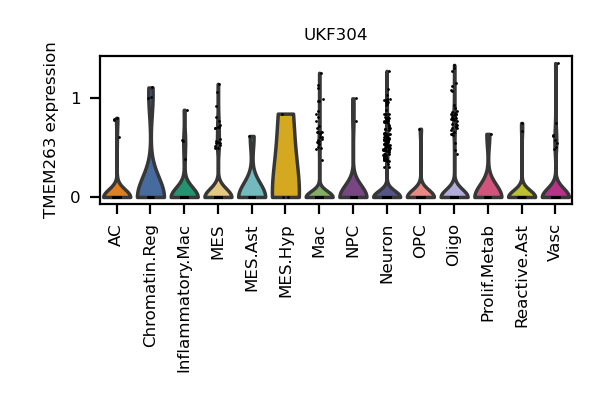 UKF304
TMEM263 expression
1
0
AC
Chromatin.Reg
Inflammatory.Mac
MES
MES.Ast
MES.Hyp
Mac
NPC
Neuron
OPC
Oligo
Prolif.Metab
Reactive.Ast
Vasc